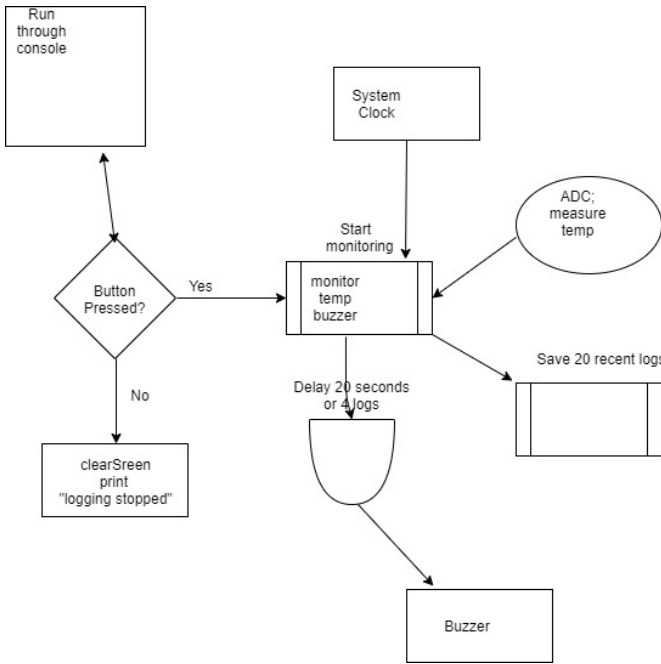 Run
through
console
System
Clock
ADC;
measure
temp
Start
monitoring
Button
Pressed?
Yes
monitor
temp
buzzer
Save 20 recent logs
Delay 20 seconds
or 4 logs
No
clearSreen
print
"logging stopped"
Buzzer